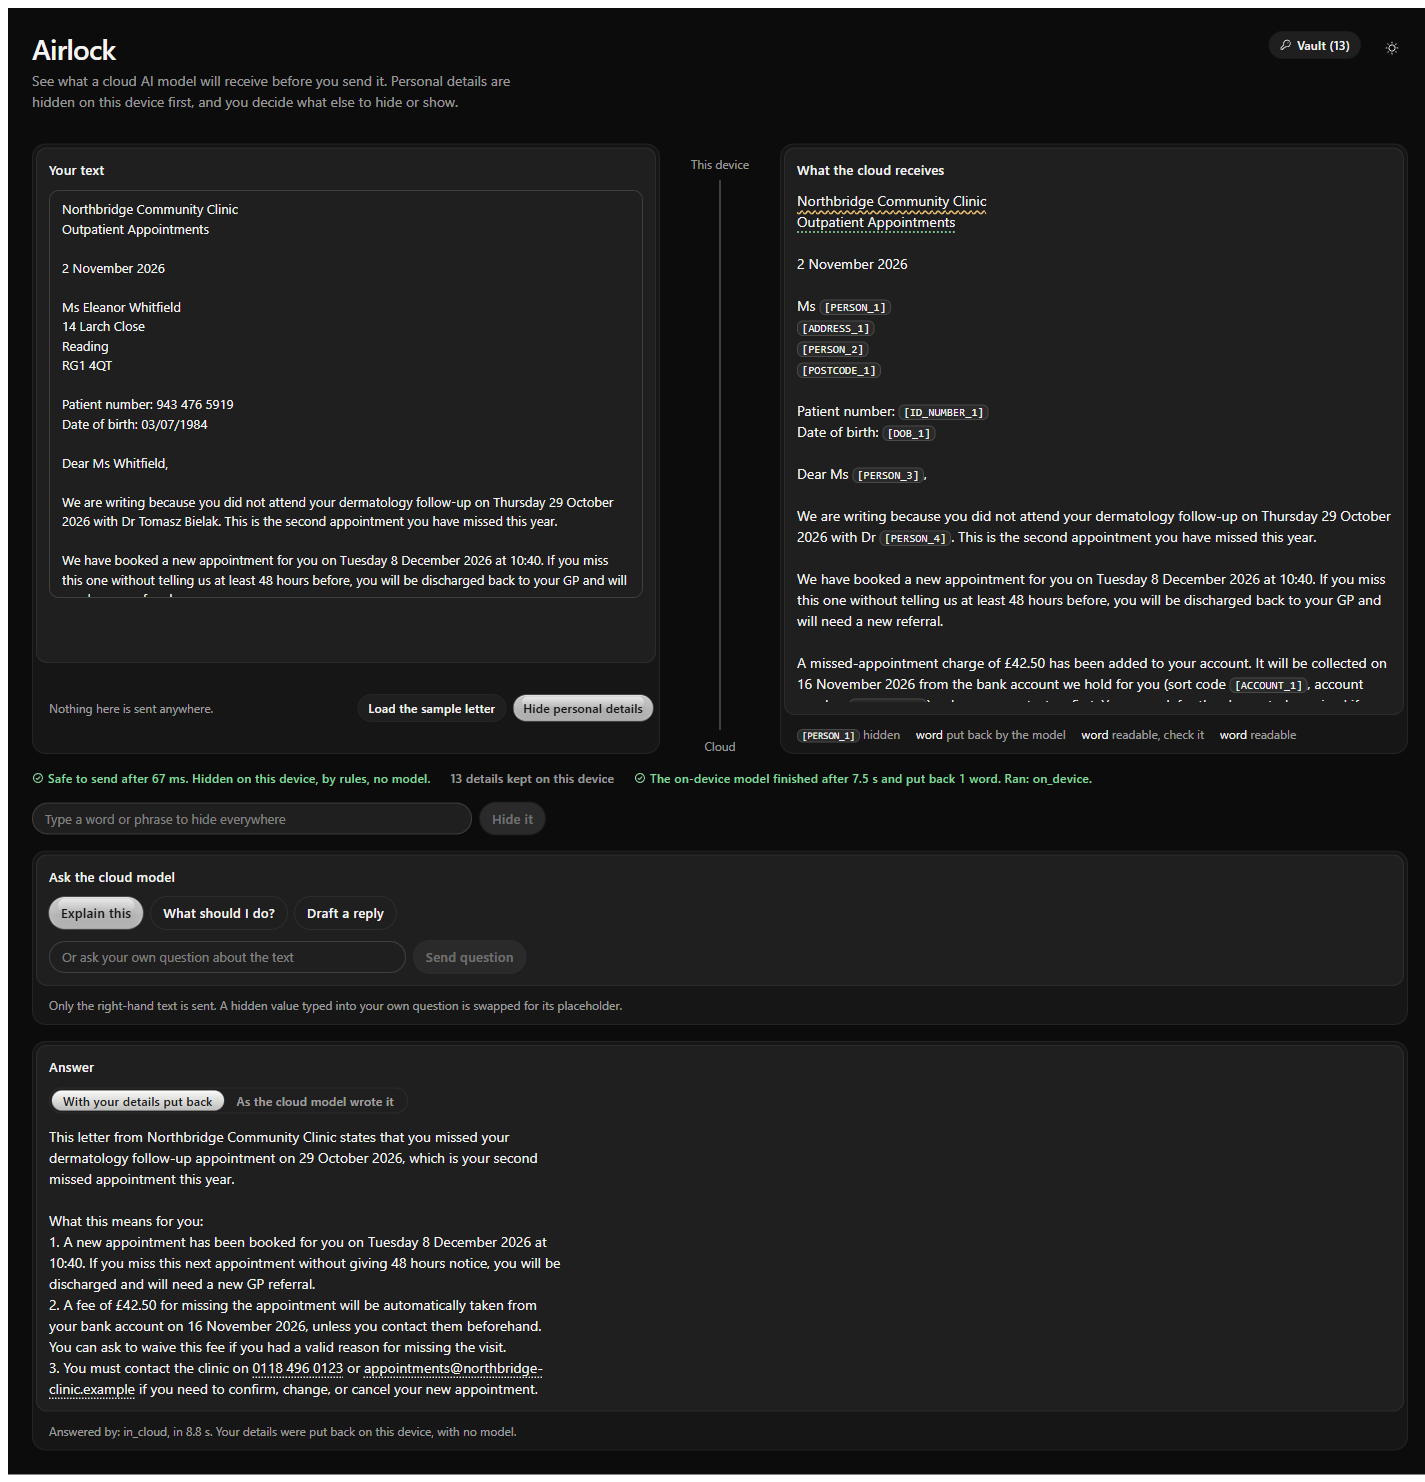 Airlock
Vault (13)
See what a cloud AI model will receive before you send it. Personal details are
hidden on this device first, and you decide what else to hide or show.
Your text
Northbridge Community Clinic
Outpatient Appointments
2 November 2026
Ms Eleanor Whitfield
14 Larch Close
Reading
RG1 4QT
Patient number: 943 476 5919
Date of birth: 03/07/1984
Dear Ms Whitfield,
We are writing because you did not attend your dermatology follow-up on Thursday 29 October
2026 with Dr Tomasz Bielak. This is the second appointment you have missed this year.
We have booked a new appointment for you on Tuesday 8 December 2026 at 10:40. If you miss
this one without telling us at least 48 hours before, you will be discharged back to your GP and will
Nothing here is sent anywhere.
Load the sample letter
Hide personal details
This device
Cloud
What the cloud receives
Northbridge Community Clinic
Outpatient Appointments
2 November 2026
Ms [PERSON_1]
[ADDRESS_1]
[PERSON_2]
[POSTCODE_1]
Patient number: [ID_NUMBER_1]
Date of birth: [DOB_1]
Dear Ms [PERSON_3],
We are writing because you did not attend your dermatology follow-up on Thursday 29 October
2026 with Dr [PERSON_4]. This is the second appointment you have missed this year.
We have booked a new appointment for you on Tuesday 8 December 2026 at 10:40. If you miss
this one without telling us at least 48 hours before, you will be discharged back to your GP and
will need a new referral.
A missed-appointment charge of £42.50 has been added to your account. It will be collected on
16 November 2026 from the bank account we hold for you (sort code [ACCOUNT_1], account
[PERSON_1] hidden word put back by the model word readable, check it word readable
Safe to send after 67 ms. Hidden on this device, by rules, no model. 13 details kept on this device The on-device model finished after 7.5 s and put back 1 word. Ran: on_device.
Type a word or phrase to hide everywhere
Hide it
Ask the cloud model
Explain this
What should I do?
Draft a reply
Or ask your own question about the text
Send question
Only the right-hand text is sent. A hidden value typed into your own question is swapped for its placeholder.
Answer
With your details put back
As the cloud model wrote it
This letter from Northbridge Community Clinic states that you missed your
dermatology follow-up appointment on 29 October 2026, which is your second
missed appointment this year.
What this means for you:
1. A new appointment has been booked for you on Tuesday 8 December 2026 at
10:40. If you miss this next appointment without giving 48 hours notice, you will be
discharged and will need a new GP referral.
2. A fee of £42.50 for missing the appointment will be automatically taken from
your bank account on 16 November 2026, unless you contact them beforehand.
You can ask to waive this fee if you had a valid reason for missing the visit.
3. You must contact the clinic on 0118 496 0123 or appointments@northbridge-
clinic.example if you need to confirm, change, or cancel your new appointment.
Answered by: in_cloud, in 8.8 s. Your details were put back on this device, with no model.